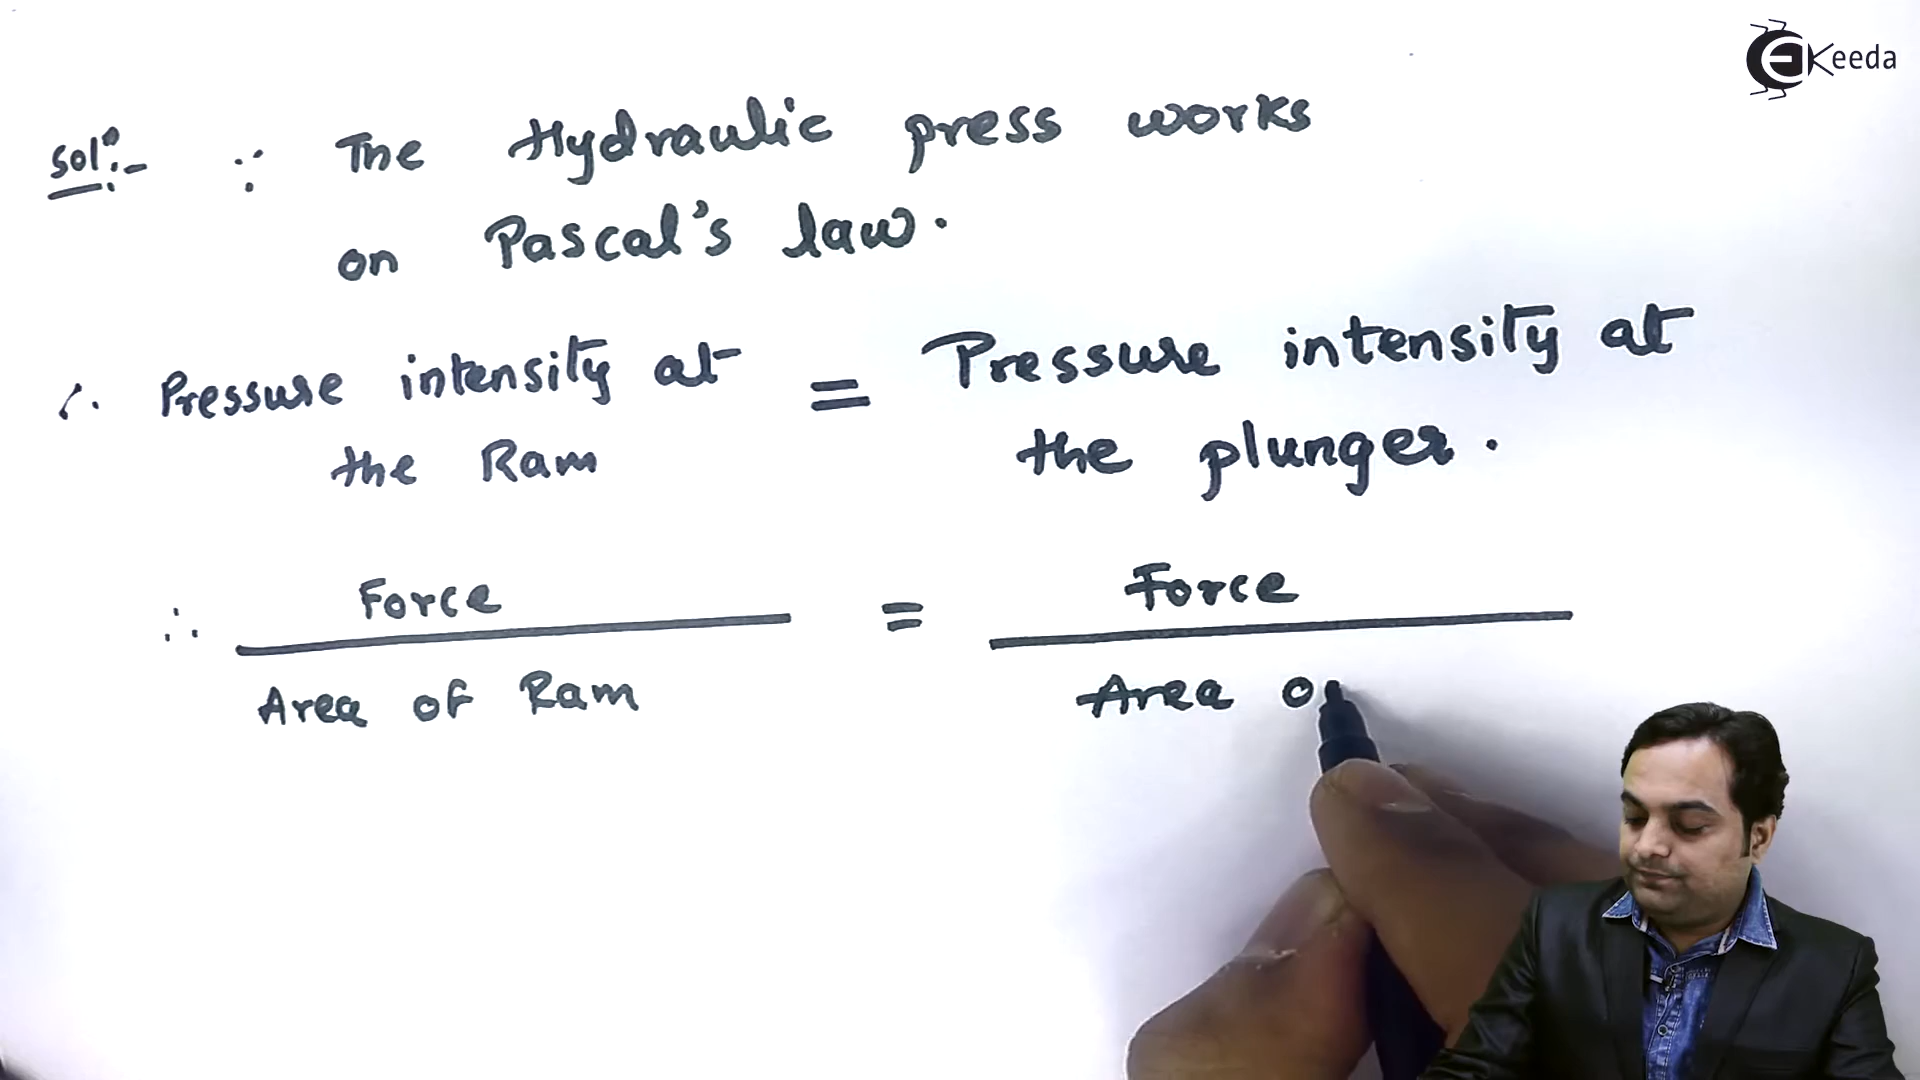 EKeeda
Solⁿ:- ∵ The Hydraulic press works
on Pascal's law.
∴ Pressure intensity at = Pressure intensity at
the Ram the plunger.
∴ Force = Force
Area of Ram Area